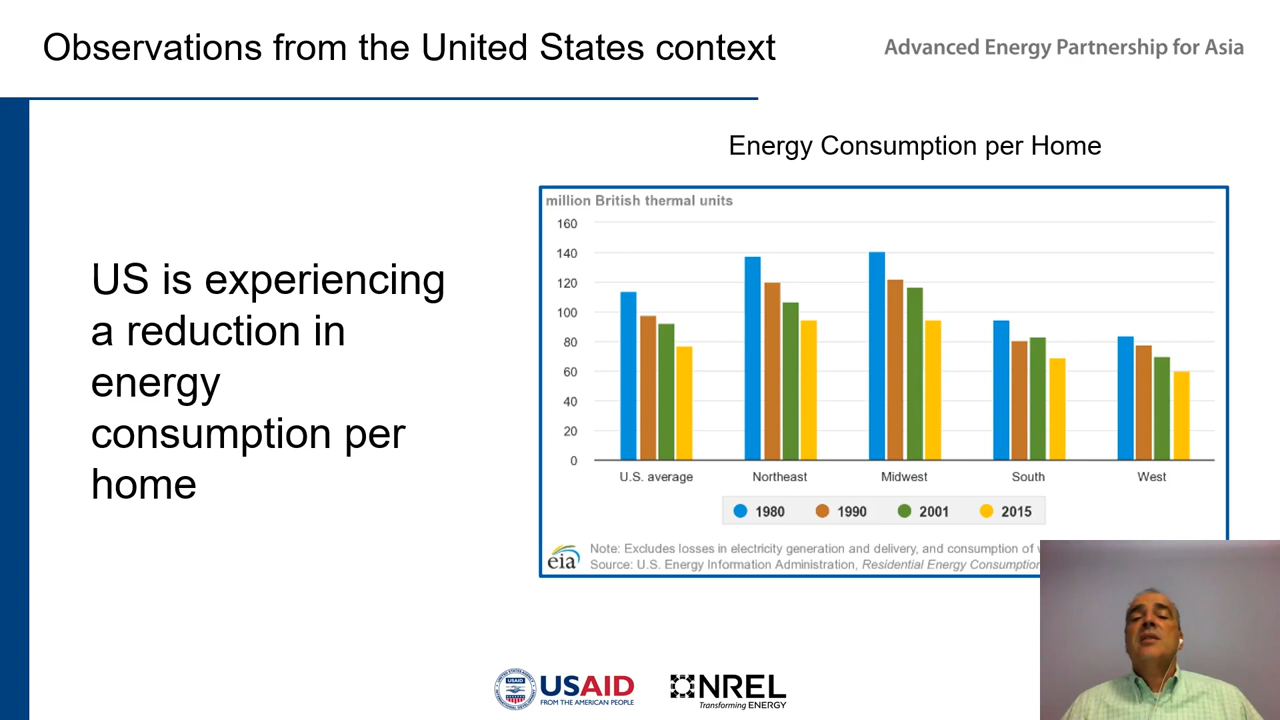 Observations from the United States context
Advanced Energy Partnership for Asia
US is experiencing
a reduction in
energy
consumption per
home
Energy Consumption per Home
million British thermal units
160
140
120
100
80
60
40
20
0
U.S. average Northeast Midwest South West
1980 1990 2001 2015
eia
Note: Excludes losses in electricity generation and delivery, and consumption of
Source: U.S. Energy Information Administration, Residential Energy Consumption
USAID
FROM THE AMERICAN PEOPLE
NREL
Transforming ENERGY